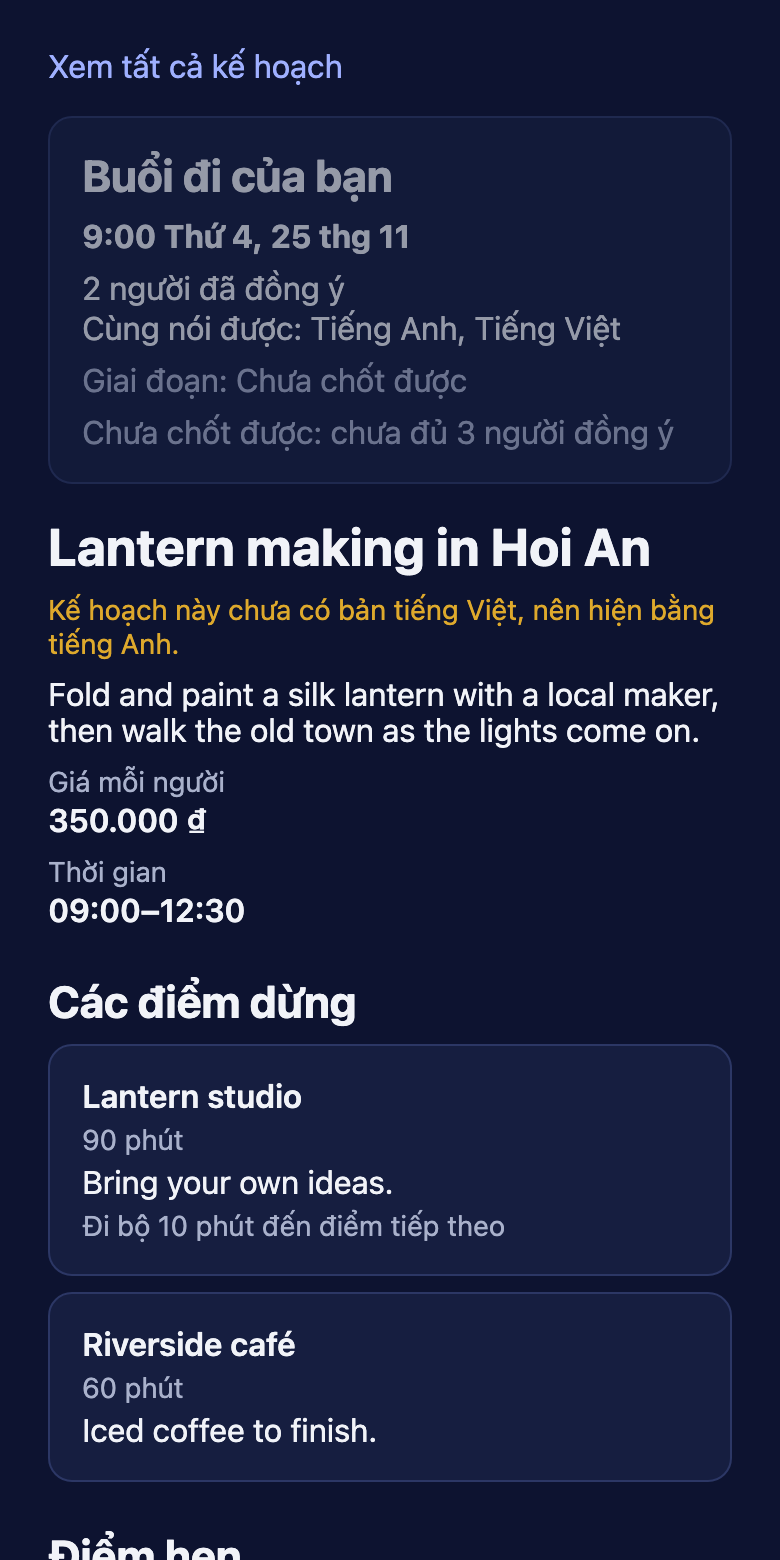 Xem tất cả kế hoạch
Buổi đi của bạn
9:00 Thứ 4, 25 thg 11
2 người đã đồng ý
Cùng nói được: Tiếng Anh, Tiếng Việt
Giai đoạn: Chưa chốt được
Chưa chốt được: chưa đủ 3 người đồng ý
Lantern making in Hoi An
Kế hoạch này chưa có bản tiếng Việt, nên hiện bằng
tiếng Anh.
Fold and paint a silk lantern with a local maker,
then walk the old town as the lights come on.
Giá mỗi người
350.000 ₫
Thời gian
09:00–12:30
Các điểm dừng
Lantern studio
90 phút
Bring your own ideas.
Đi bộ 10 phút đến điểm tiếp theo
Riverside café
60 phút
Iced coffee to finish.
Điểm hẹn